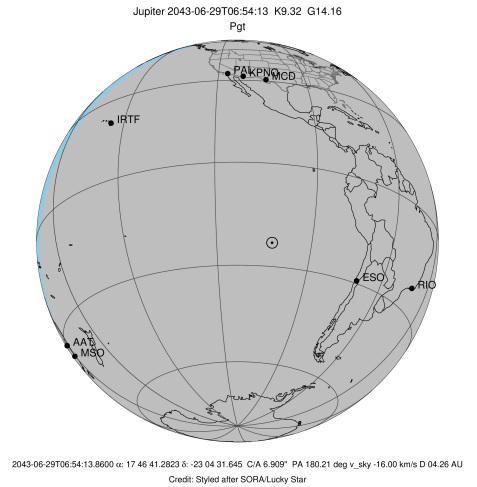 Jupiter 2043-06-29T06:54:13 K9.32 G14.16
Pgt
PAL
KPNO
MCD
IRTF
ESO
RIO
AAT
MSO
2043-06-29T06:54:13.8600 α: 17 46 41.2823 δ: -23 04 31.645 C/A 6.909" PA 180.21 deg v_sky -16.00 km/s D 04.26 AU
Credit: Styled after SORA/Lucky Star